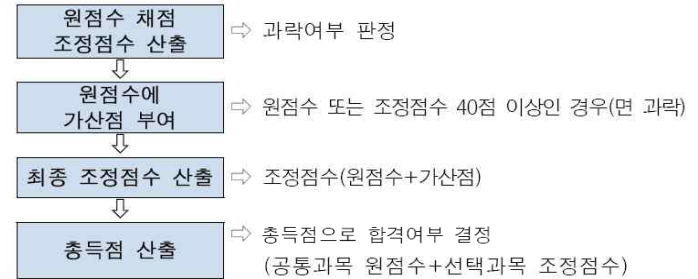 원점수 채점
조정점수 산출
⇨ 과락여부 판정
원점수에
가산점 부여
⇨ 원점수 또는 조정점수 40점 이상인 경우(면 과락)
최종 조정점수 산출
⇨ 조정점수(원점수+가산점)
총득점 산출
⇨ 총득점으로 합격여부 결정
(공통과목 원점수+선택과목 조정점수)